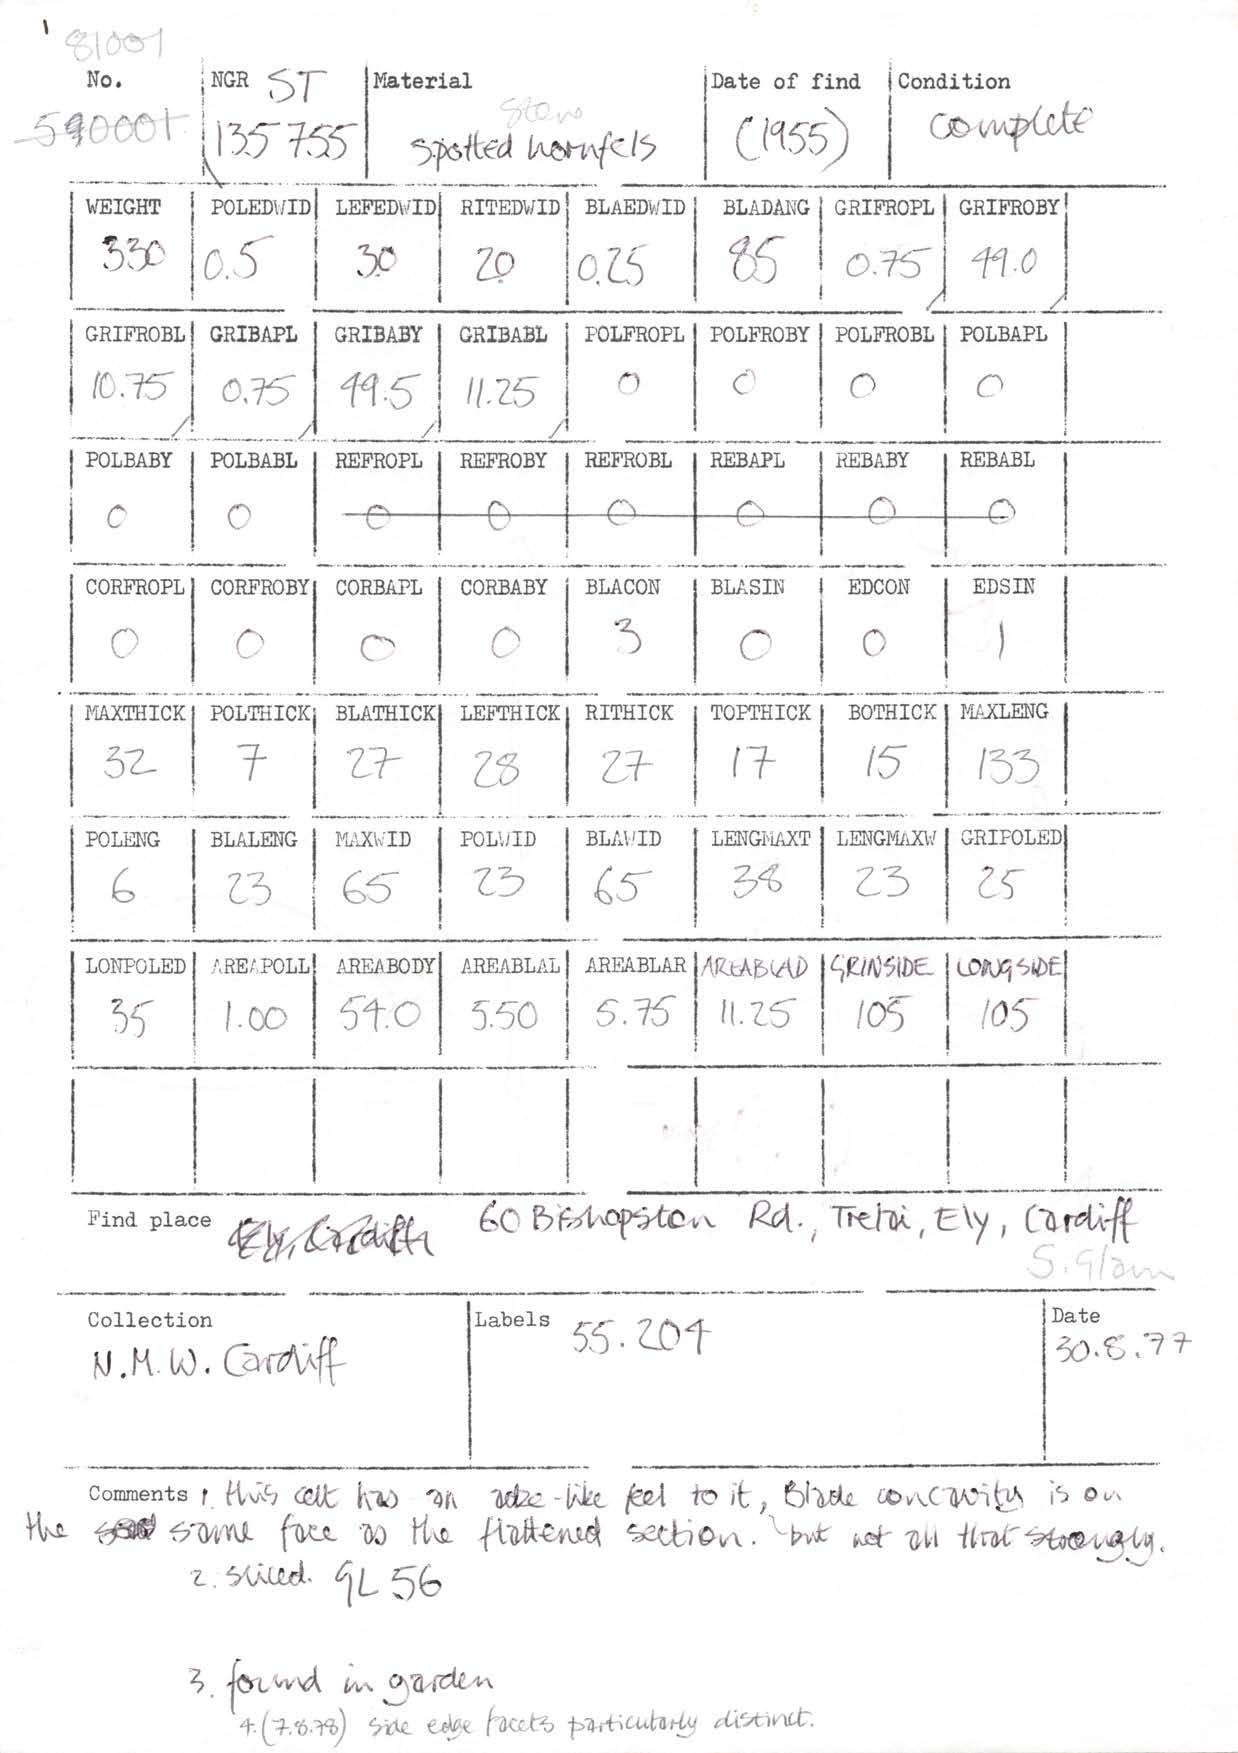 1
81001
No. NGR ST Material Date of find Condition
590001 135 755 stone spotted hornfels (1955) complete
WEIGHT POLEDWID LEFEDWID RITEDWID BLAEDWID BLADANG GRIFROPL GRIFROBY
330 0.5 30 20 0.25 85 0.75 49.0
GRIFROBL GRIBAPL GRIBABY GRIBABL POLFROPL POLFROBY POLFROBL POLBAPL
10.75 0.75 49.5 11.25 0 0 0 0
POLBABY POLBABL REFROPL REFROBY REFROBL REBAPL REBABY REBABL
0 0 0 0 0 0 0 0
CORFROPL CORFROBY CORBAPL CORBABY BLACON BLASIN EDCON EDSIN
0 0 0 0 3 0 0 1
MAXTHICK POLTHICK BLATHICK LEFTHICK RITHICK TOPTHICK BOTHICK MAXLENG
32 7 27 28 27 17 15 133
POLENG BLALENG MAXWID POLWID BLAWID LENGMAXT LENGMAXW GRIPOLED
6 23 65 23 65 38 23 25
LONPOLED AREAPOLL AREABODY AREABLAL AREABLAR AREABLAD GRINSIDE LONGSIDE
35 1.00 54.0 5.50 5.75 11.25 105 105
Find place Ely, Cardiff 60 Bishopston Rd., Trelai, Ely, Cardiff
S. Glam
Collection Labels Date
N.M.W. Cardiff 55.204 30.8.77
Comments 1. this celt has an adze-like feel to it, Blade concavity is on
the same face as the flattened section. but not all that strongly.
2. sliced. GL 56
3. found in garden
4. (7.8.78) side edge facets particularly distinct.